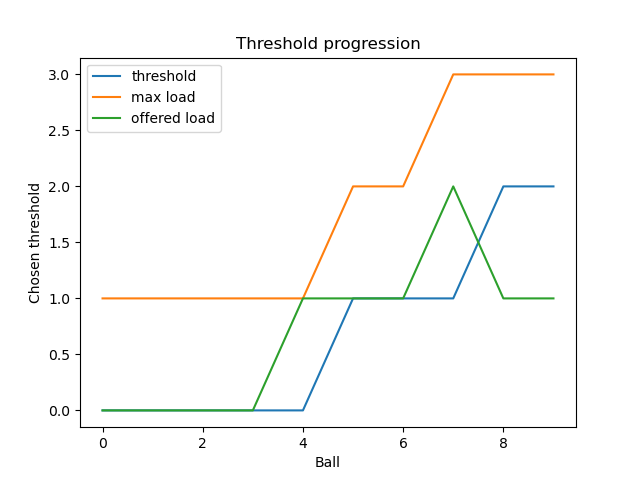 Threshold progression
threshold
max load
offered load
3.0
2.5
2.0
1.5
1.0
0.5
0.0
Chosen threshold
0 2 4 6 8
Ball